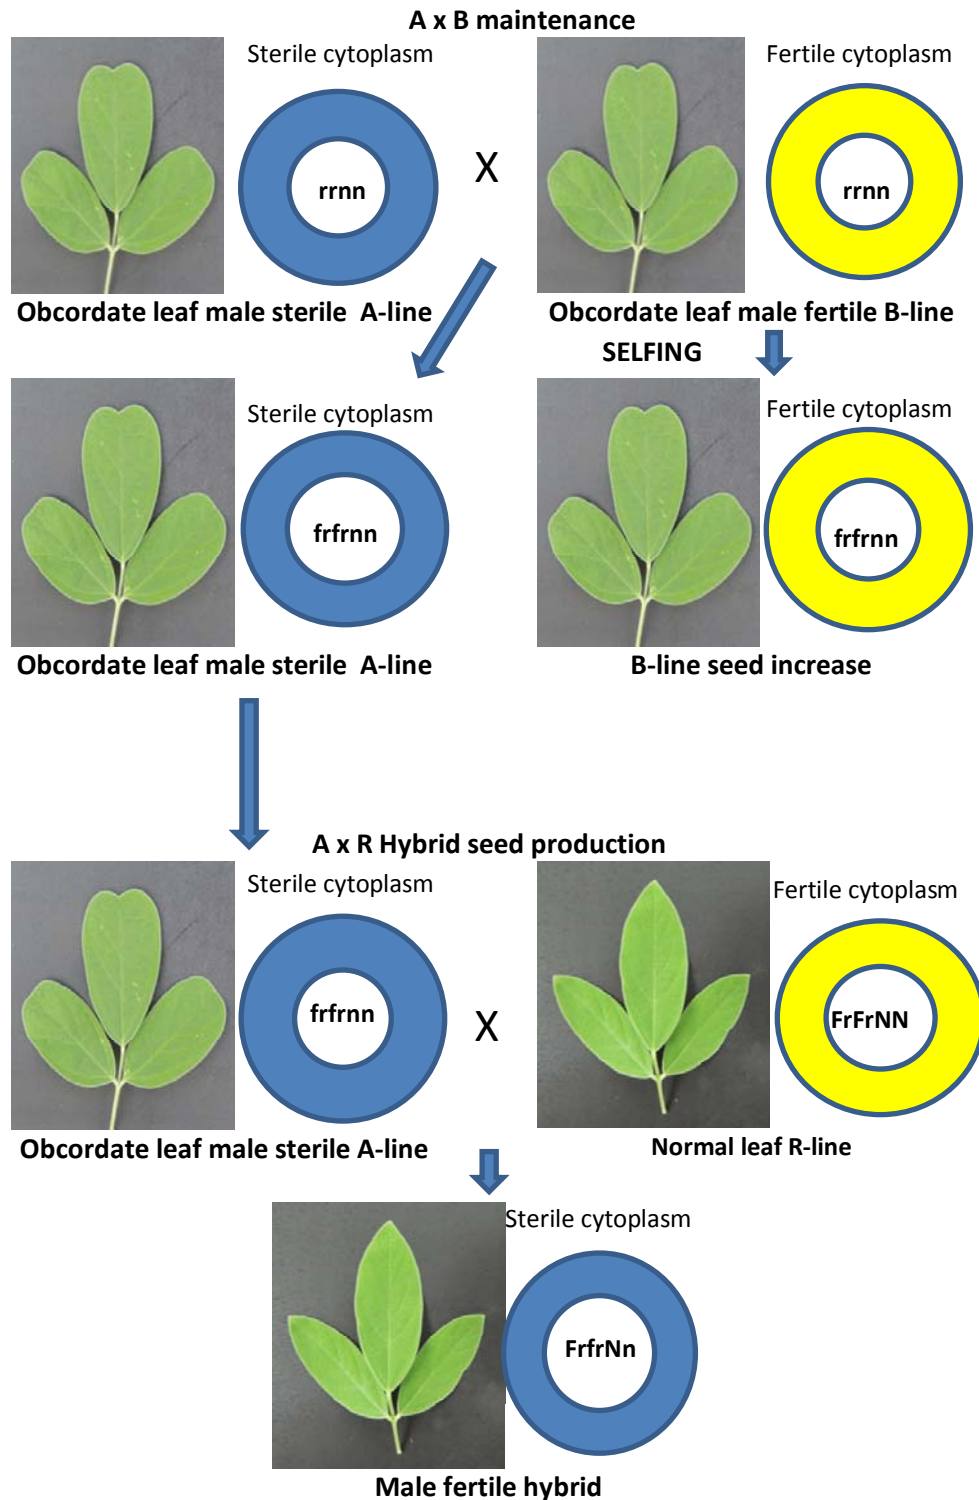 A x B maintenance
Sterile cytoplasm
Fertile cytoplasm
rrnn
X
rrnn
Obcordate leaf male sterile A-line
Obcordate leaf male fertile B-line
SELFING
Sterile cytoplasm
Fertile cytoplasm
frfrnn
frfrnn
Obcordate leaf male sterile A-line
B-line seed increase
A x R Hybrid seed production
Sterile cytoplasm
Fertile cytoplasm
frfrnn
X
FrFrNN
Obcordate leaf male sterile A-line
Normal leaf R-line
Sterile cytoplasm
FrfrNn
Male fertile hybrid